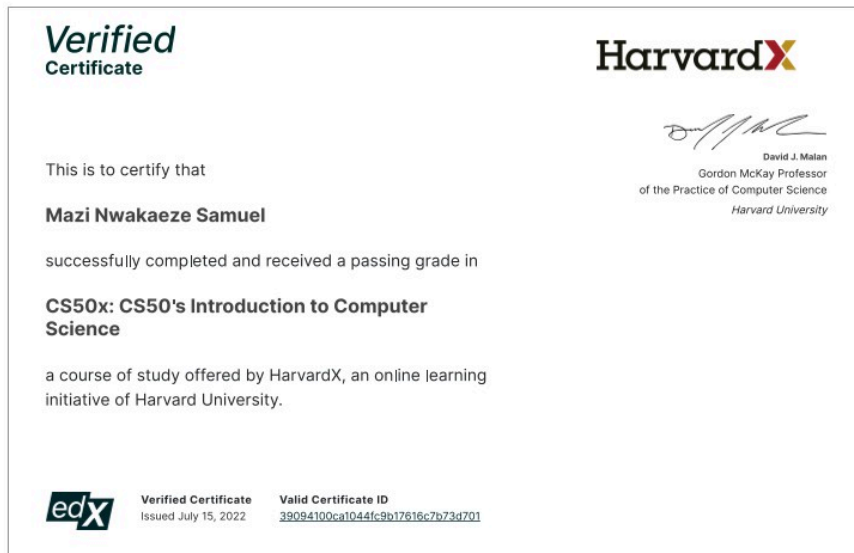 Verified
Certificate
HarvardX
David J. Malan
Gordon McKay Professor
of the Practice of Computer Science
Harvard University
This is to certify that
Mazi Nwakaeze Samuel
successfully completed and received a passing grade in
CS50x: CS50's Introduction to Computer
Science
a course of study offered by HarvardX, an online learning
initiative of Harvard University.
edX
Verified Certificate
Issued July 15, 2022
Valid Certificate ID
39094100ca1044fc9b17616c7b73d701